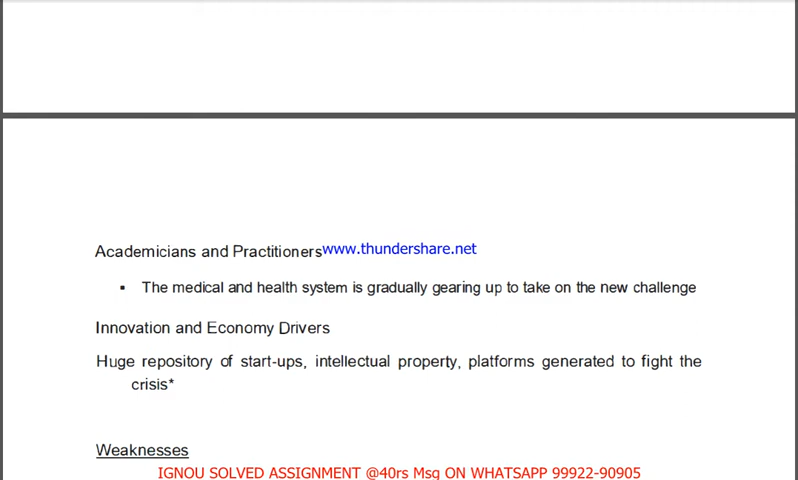 Academicians and Practitioners www.thundershare.net
▪ The medical and health system is gradually gearing up to take on the new challenge
Innovation and Economy Drivers
Huge repository of start-ups, intellectual property, platforms generated to fight the
crisis*
Weaknesses
IGNOU SOLVED ASSIGNMENT @40rs Msg ON WHATSAPP 99922-90905